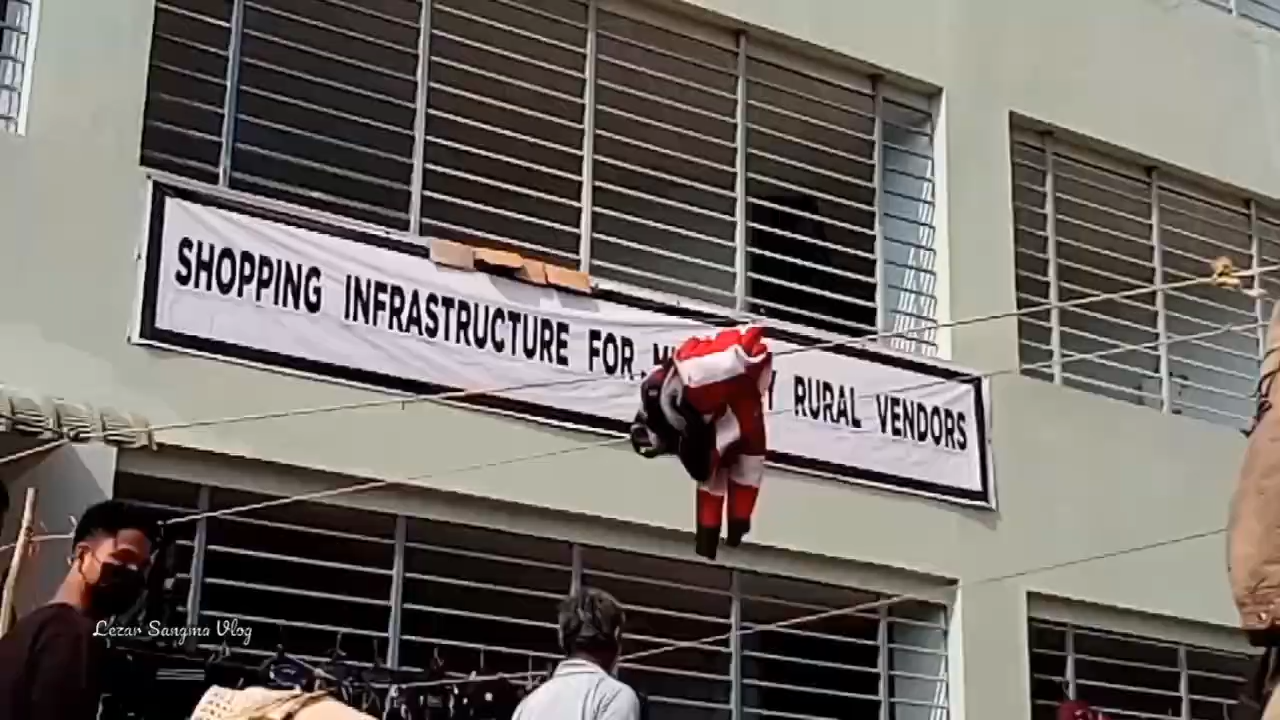 SHOPPING INFRASTRUCTURE FOR RURAL VENDORS
Lezar Sangma Vlog